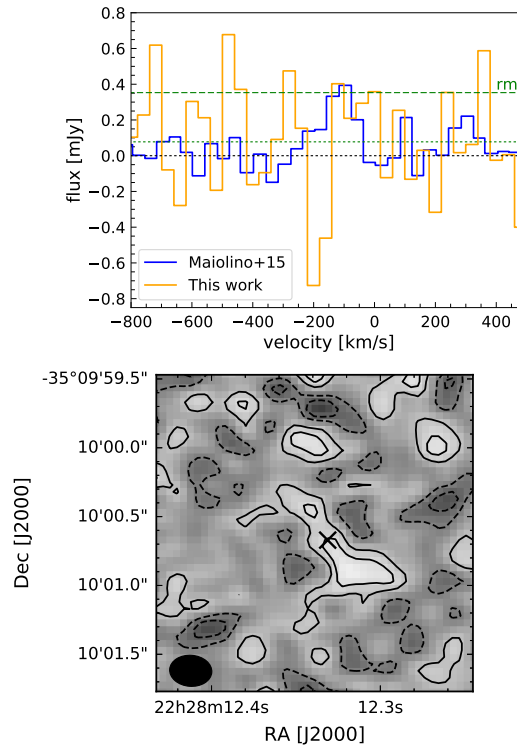 0.8
0.6
0.4
0.2
0.0
−0.2
−0.4
−0.6
−0.8
flux [mJy]
rm
Maiolino+15
This work
−800 −600 −400 −200 0 200 400
velocity [km/s]
-35°09'59.5"
10'00.0"
10'00.5"
10'01.0"
10'01.5"
Dec [J2000]
22h28m12.4s 12.3s
RA [J2000]